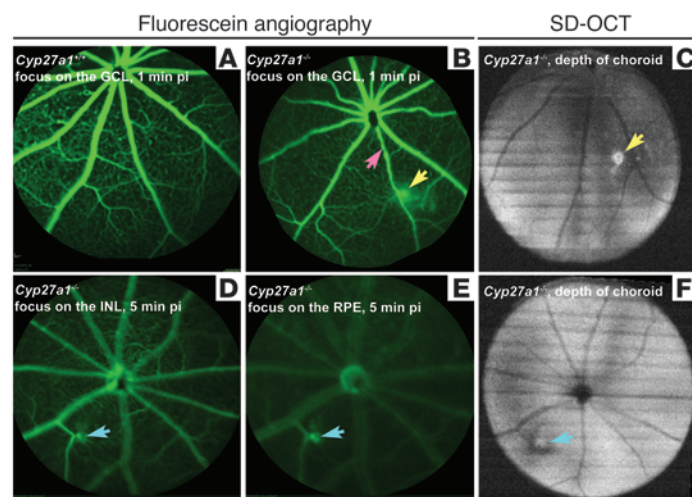 Fluorescein angiography
SD-OCT
Cyp27a1+/+
focus on the GCL, 1 min pi
A
Cyp27a1-/-
focus on the GCL, 1 min pi
B
Cyp27a1-/-, depth of choroid
C
Cyp27a1-/-
focus on the INL, 5 min pi
D
Cyp27a1-/-
focus on the RPE, 5 min pi
E
Cyp27a1-/-, depth of choroid
F